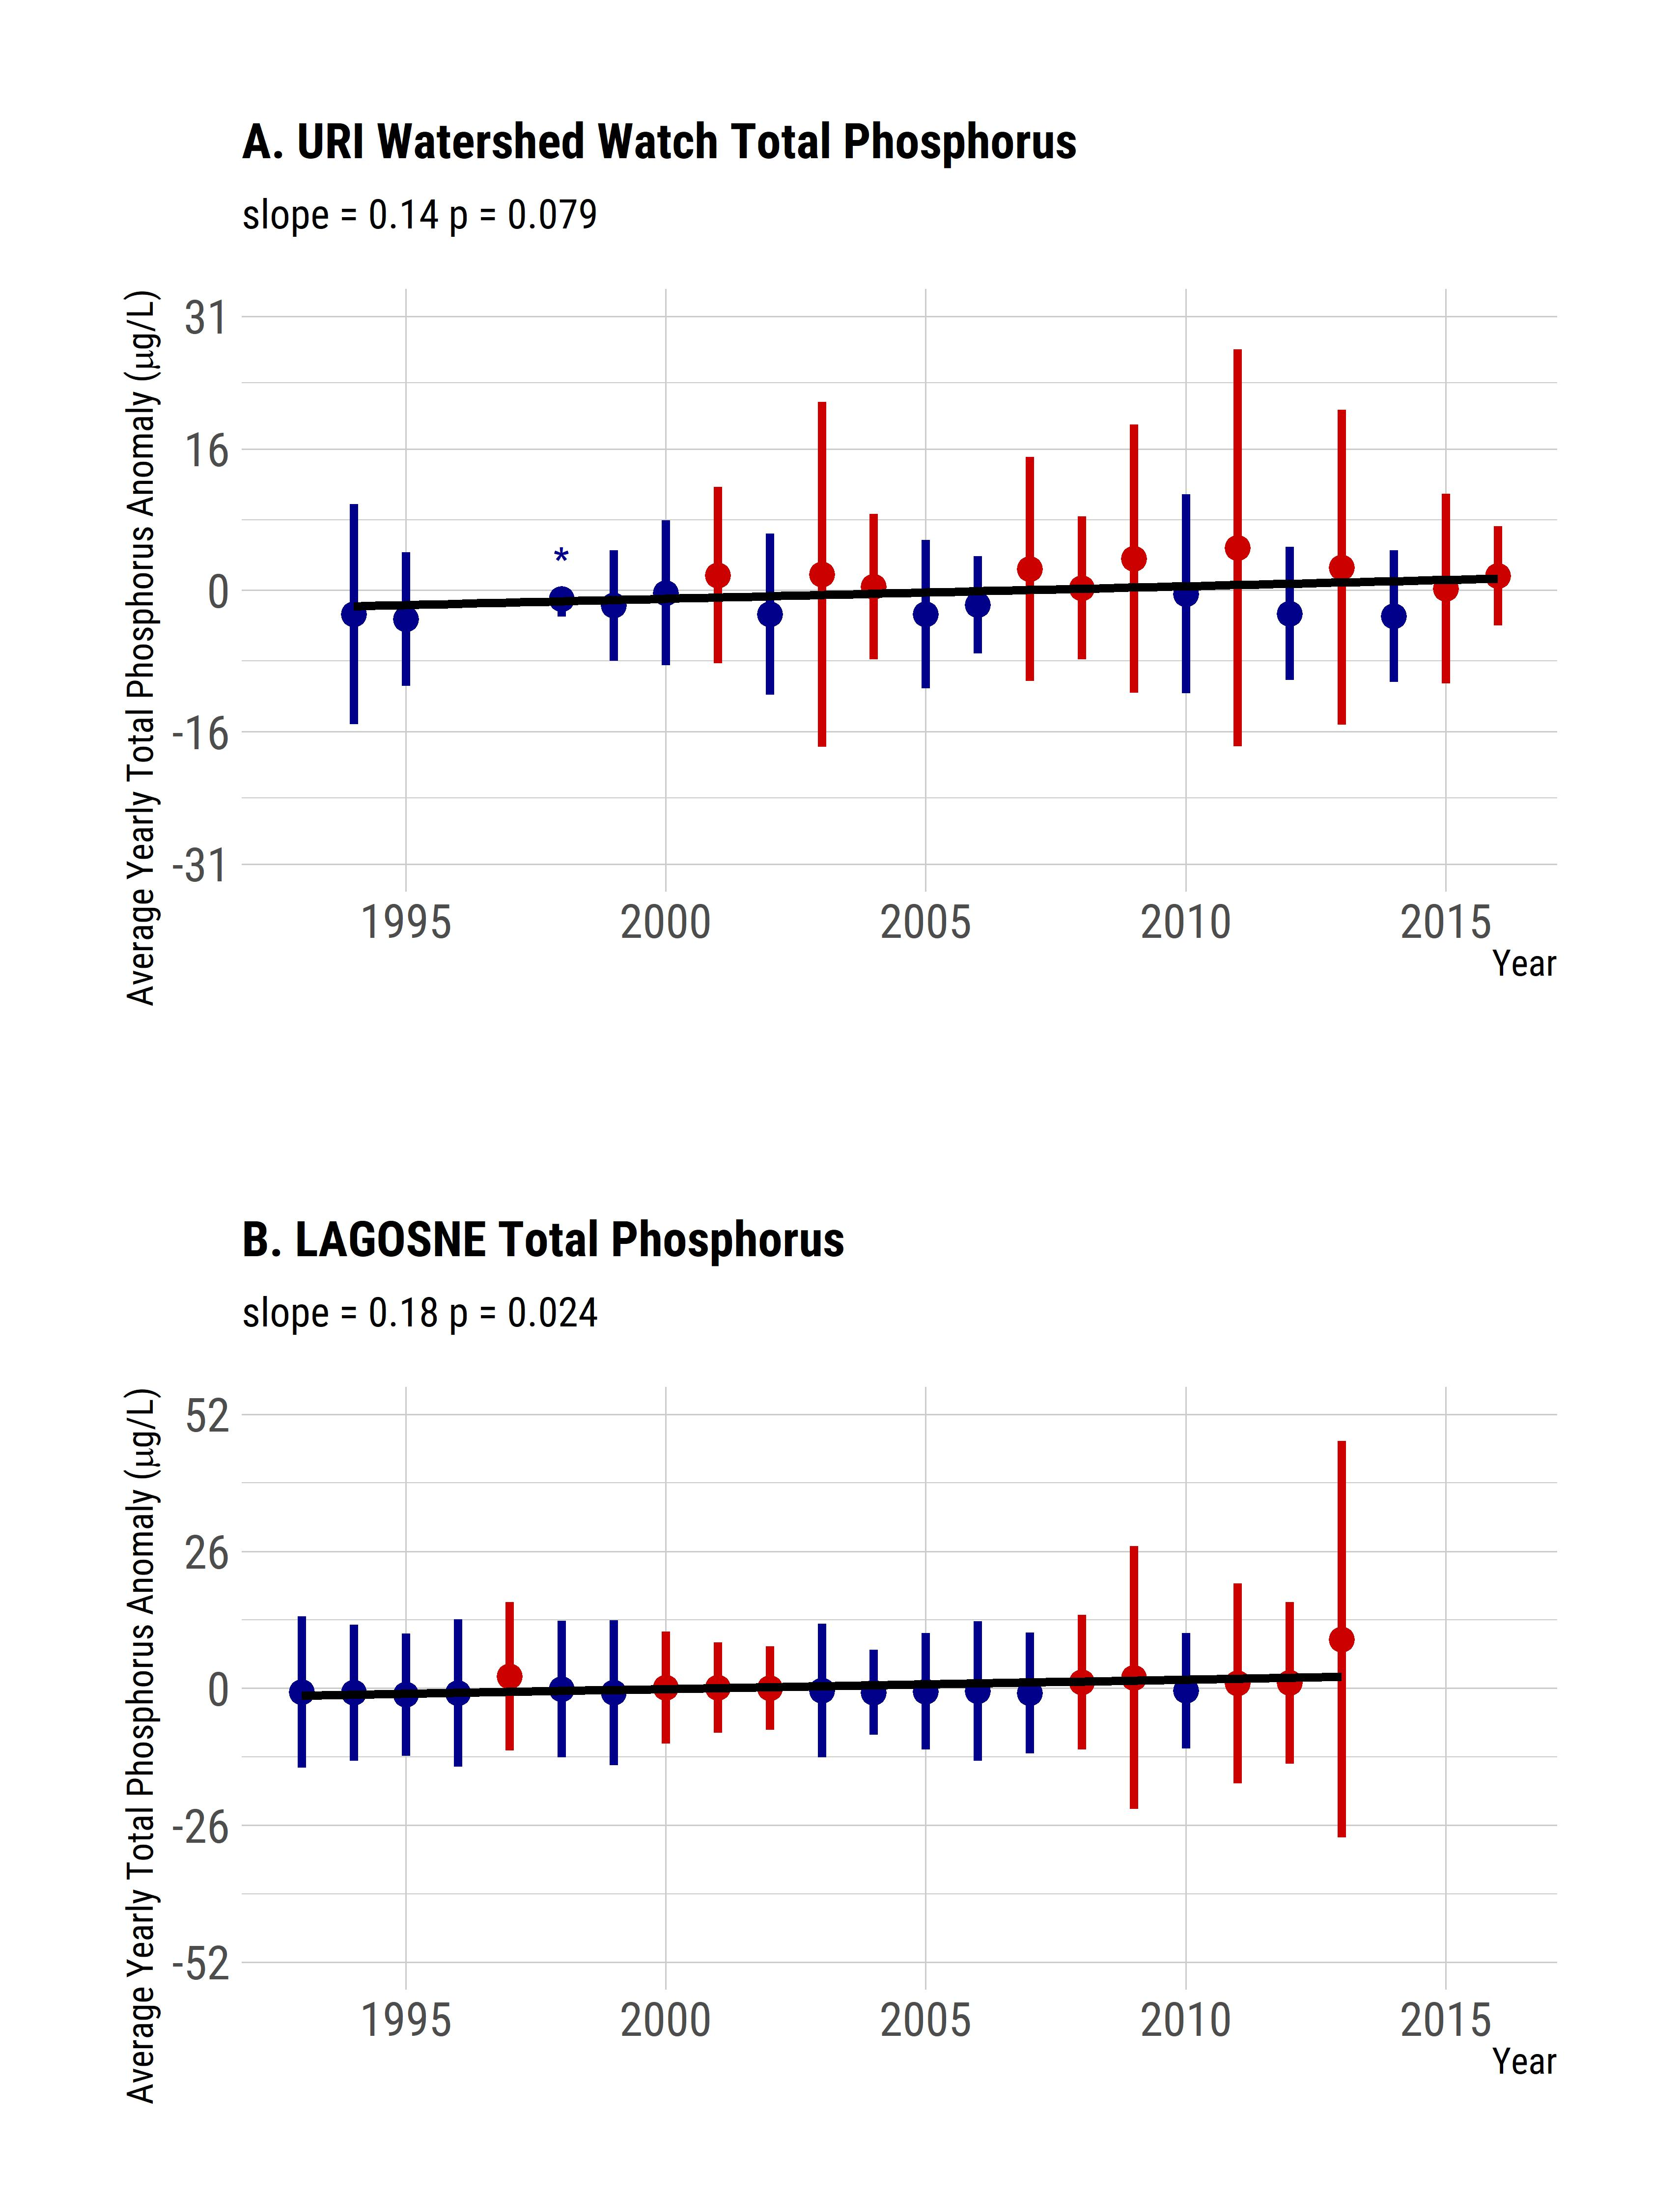 A. URI Watershed Watch Total Phosphorus
slope = 0.14 p = 0.079
Average Yearly Total Phosphorus Anomaly (μg/L)
31
16
0
*
-16
-31
1995 2000 2005 2010 2015
Year
B. LAGOSNE Total Phosphorus
slope = 0.18 p = 0.024
Average Yearly Total Phosphorus Anomaly (μg/L)
52
26
0
-26
-52
1995 2000 2005 2010 2015
Year